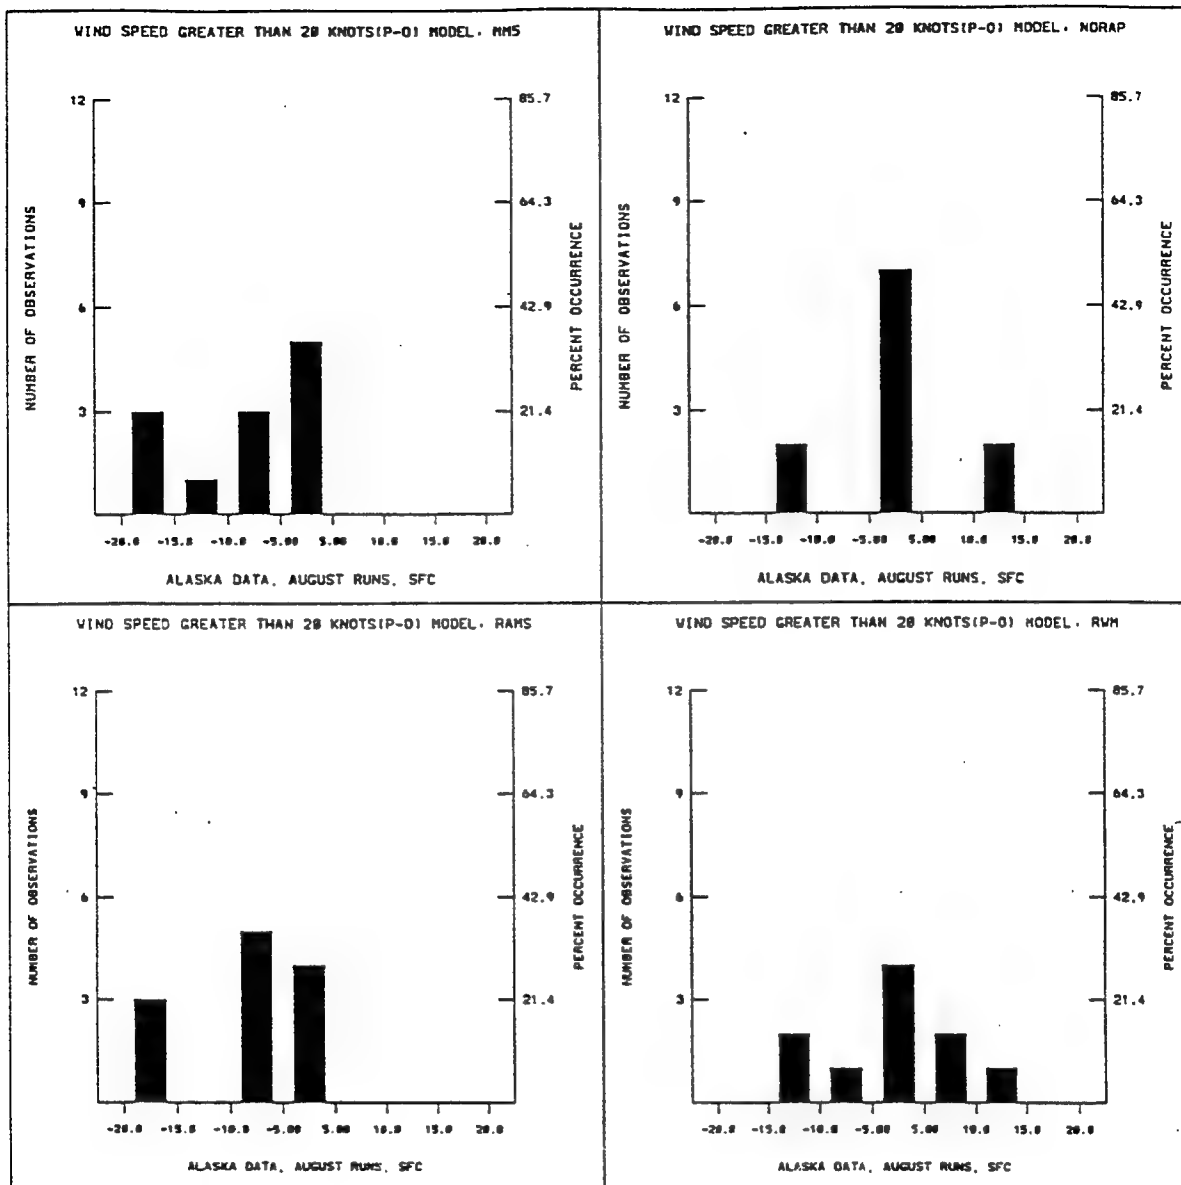 WIND SPEED GREATER THAN 20 KNOTS(P-O) MODEL. MM5
12
9
6
3
85.7
64.3
42.9
21.4
NUMBER OF OBSERVATIONS
PERCENT OCCURRENCE
-20.0 -15.0 -10.0 -5.00 5.00 10.0 15.0 20.0
ALASKA DATA, AUGUST RUNS, SFC
WIND SPEED GREATER THAN 20 KNOTS(P-O) MODEL. NORAP
12
9
6
3
85.7
64.3
42.9
21.4
NUMBER OF OBSERVATIONS
PERCENT OCCURRENCE
-20.0 -15.0 -10.0 -5.00 5.00 10.0 15.0 20.0
ALASKA DATA, AUGUST RUNS, SFC
WIND SPEED GREATER THAN 20 KNOTS(P-O) MODEL. RAMS
12
9
6
3
85.7
64.3
42.9
21.4
NUMBER OF OBSERVATIONS
PERCENT OCCURRENCE
-20.0 -15.0 -10.0 -5.00 5.00 10.0 15.0 20.0
ALASKA DATA, AUGUST RUNS, SFC
WIND SPEED GREATER THAN 20 KNOTS(P-O) MODEL. RWM
12
9
6
3
85.7
64.3
42.9
21.4
NUMBER OF OBSERVATIONS
PERCENT OCCURRENCE
-20.0 -15.0 -10.0 -5.00 5.00 10.0 15.0 20.0
ALASKA DATA, AUGUST RUNS, SFC